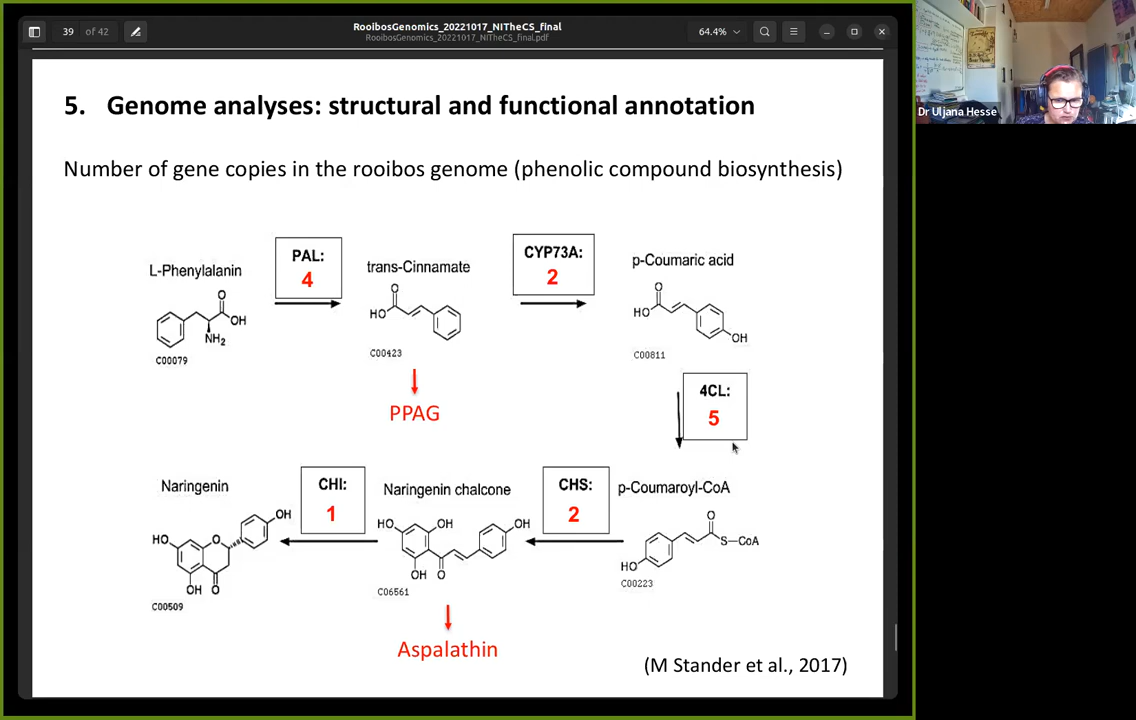 39 of 42
RooibosGenomics_20221017_NITheCS_final
RooibosGenomics_20221017_NITheCS_final.pdf
64.4%
Dr Uljana Hesse
5. Genome analyses: structural and functional annotation
Number of gene copies in the rooibos genome (phenolic compound biosynthesis)
L-Phenylalanin
PAL:
4
trans-Cinnamate
CYP73A:
2
p-Coumaric acid
O
OH
NH2
C00079
O
HO
C00423
O
HO
OH
C00811
PPAG
4CL:
5
Naringenin
CHI:
1
Naringenin chalcone
CHS:
2
p-Coumaroyl-CoA
OH
HO
O
OH
O
C00509
HO
OH
OH
OH
O
C06561
O
S—CoA
HO
C00223
Aspalathin
(M Stander et al., 2017)